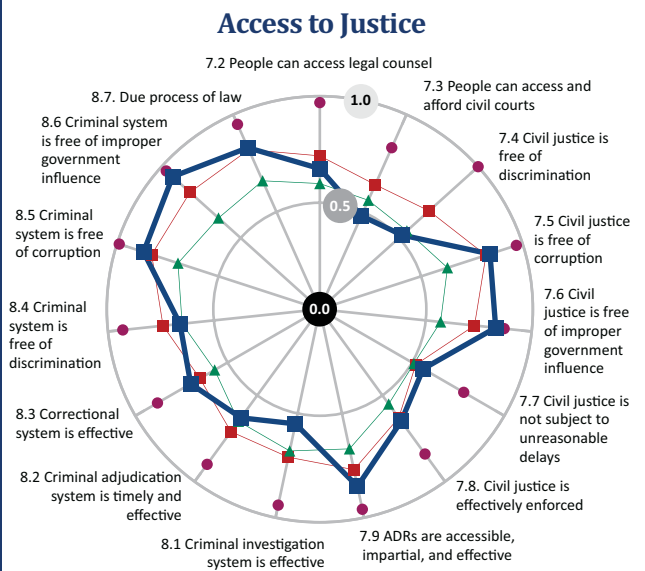 Access to Justice
7.2 People can access legal counsel
1.0
7.3 People can access and
afford civil courts
7.4 Civil justice is
free of
discrimination
0.5
7.5 Civil justice
is free of
corruption
0.0
7.6 Civil
justice is free
of improper
government
influence
7.7 Civil justice is
not subject to
unreasonable
delays
7.8. Civil justice is
effectively enforced
7.9 ADRs are accessible,
impartial, and effective
8.1 Criminal investigation
system is effective
8.2 Criminal adjudication
system is timely and
effective
8.3 Correctional
system is effective
8.4 Criminal
system is
free of
discrimination
8.5 Criminal
system is free
of corruption
8.6 Criminal system
is free of improper
government
influence
8.7. Due process of law